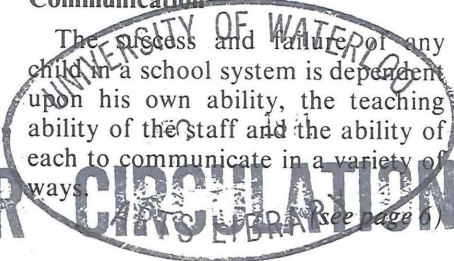 Communication
The success and failure of any
child in a school system is dependent
upon his own ability, the teaching
ability of the staff and the ability of
each to communicate in a variety of
ways.
(see page 6)
UNIVERSITY OF WATERLOO
ARTS LIBRARY
R CIRCULATION